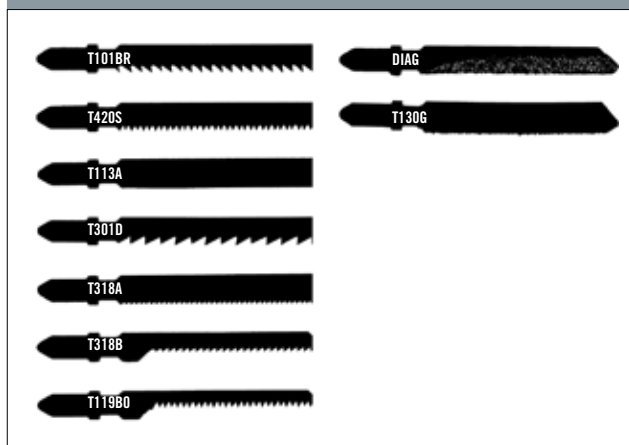 T101BR
T420S
T113A
T301D
T318A
T318B
T119BO
DIAG
T130G